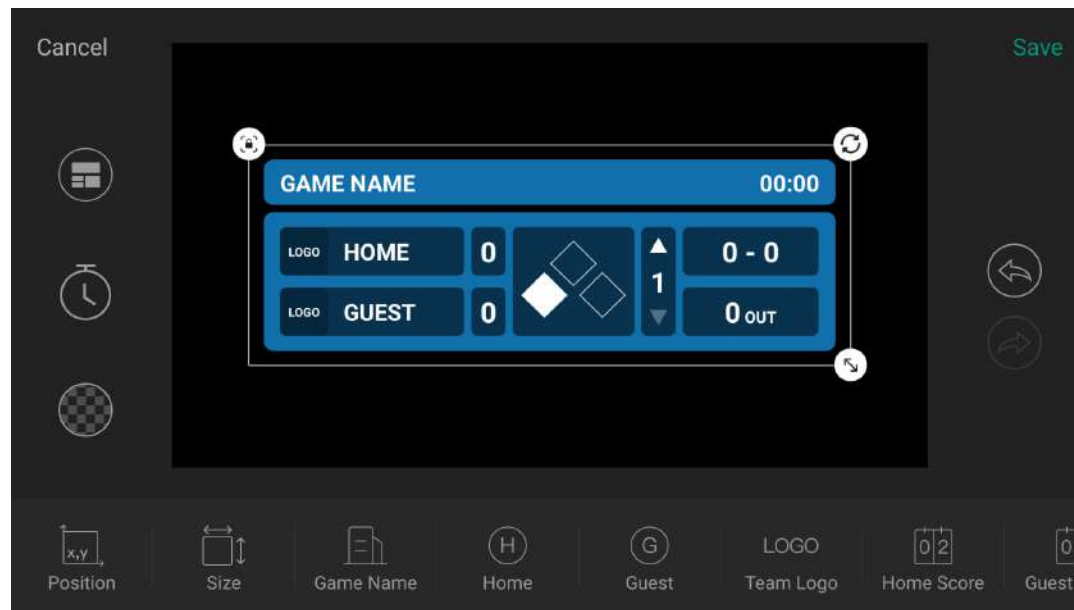 Cancel
Save
GAME NAME 00:00
LOGO HOME 0
1
0 - 0
LOGO GUEST 0
0 OUT
x,y
H
G
LOGO
0 2
0
Position
Size
Game Name
Home
Guest
Team Logo
Home Score
Guest